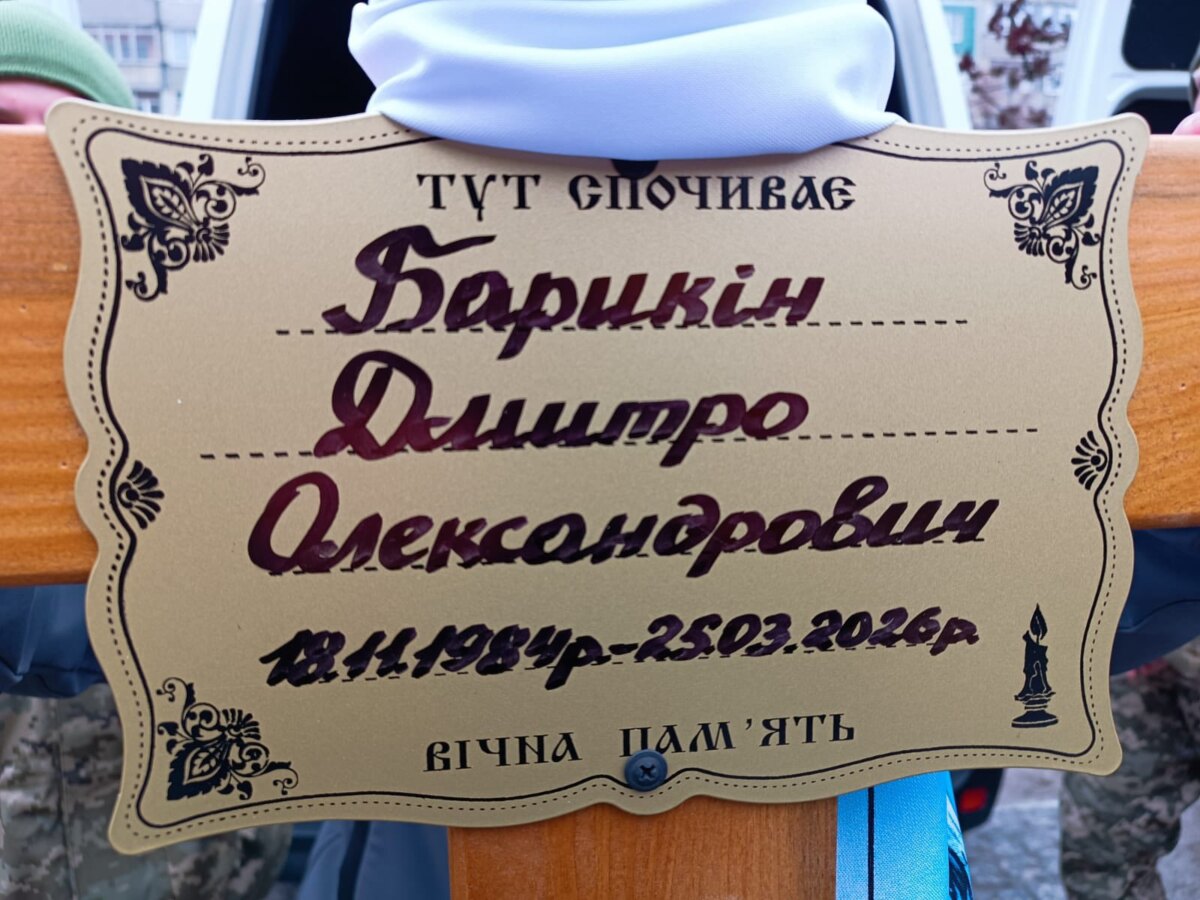 ТУТ СПОЧИВАЄ
Барикін
Дмитро
Олександрович
18.11.1984р.-25.03.2026р.
ВІЧНА ПАМ'ЯТЬ